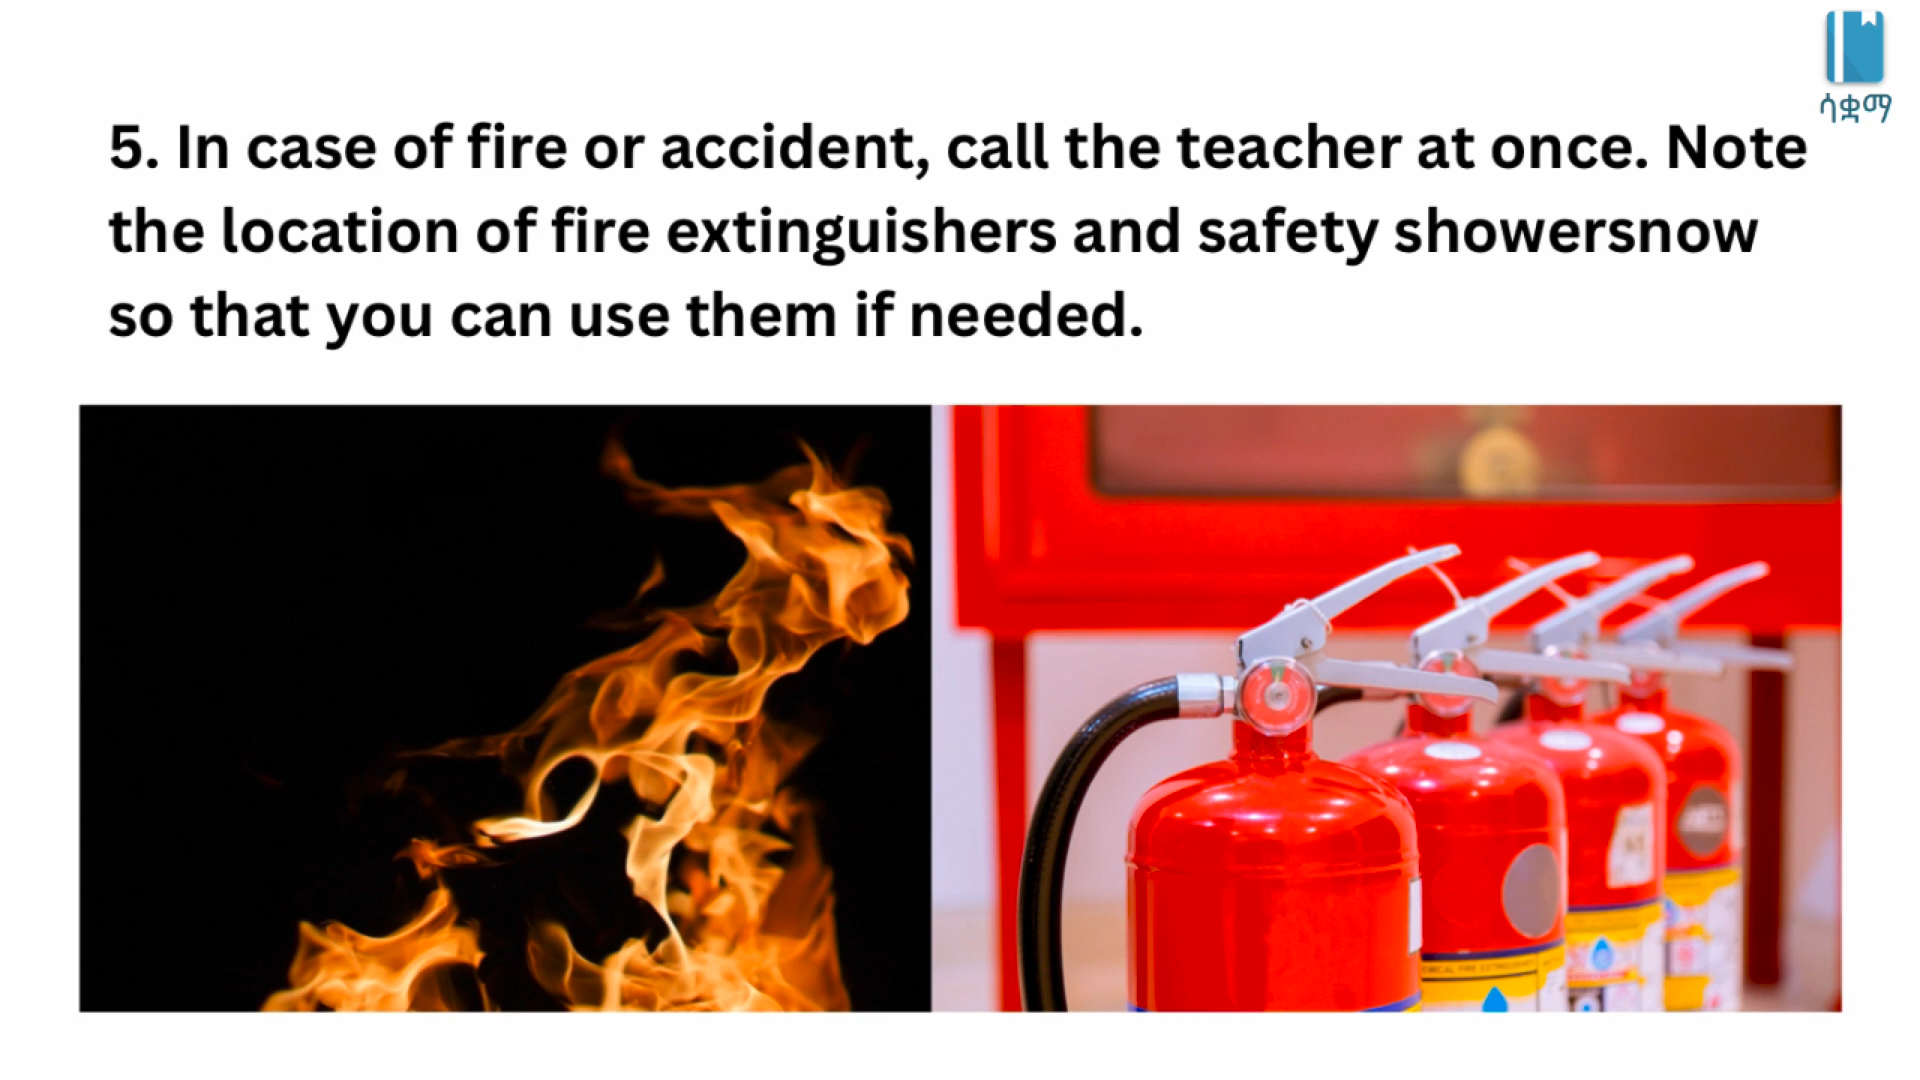 ሳቋማ
5. In case of fire or accident, call the teacher at once. Note
the location of fire extinguishers and safety showersnow
so that you can use them if needed.